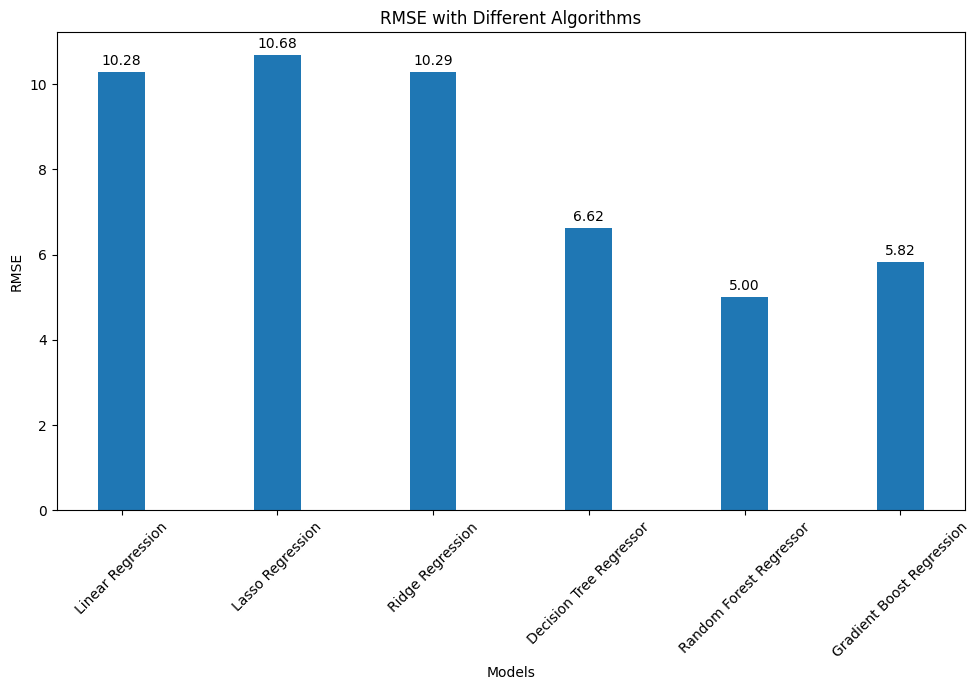 RMSE with Different Algorithms
10.28
10.68
10.29
6.62
5.00
5.82
RMSE
10
8
6
4
2
0
Linear Regression
Lasso Regression
Ridge Regression
Decision Tree Regressor
Random Forest Regressor
Gradient Boost Regression
Models